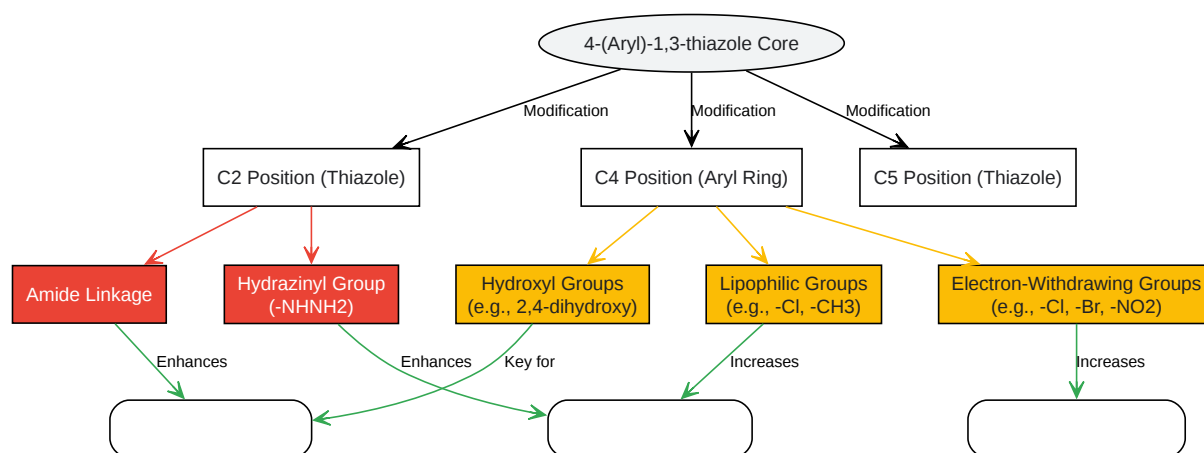 4-(Aryl)-1,3-thiazole Core
Modification
Modification
Modification
C2 Position (Thiazole)
C4 Position (Aryl Ring)
C5 Position (Thiazole)
Amide Linkage
Hydrazinyl Group
(-NHNH2)
Hydroxyl Groups
(e.g., 2,4-dihydroxy)
Lipophilic Groups
(e.g., -Cl, -CH3)
Electron-Withdrawing Groups
(e.g., -Cl, -Br, -NO2)
Enhances
Enhances
Key for
Increases
Increases